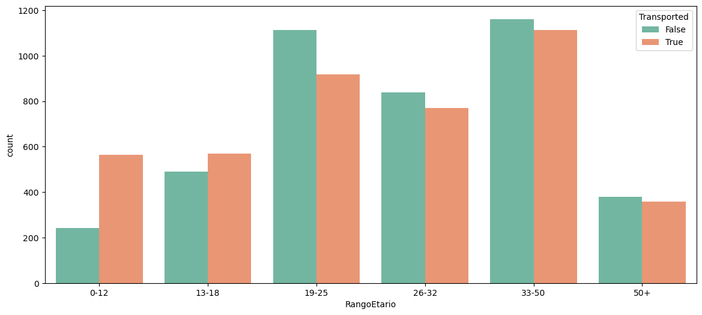 1200
1000
800
600
400
200
0
count
Transported
False
True
0-12
13-18
19-25
26-32
33-50
50+
RangoEtario